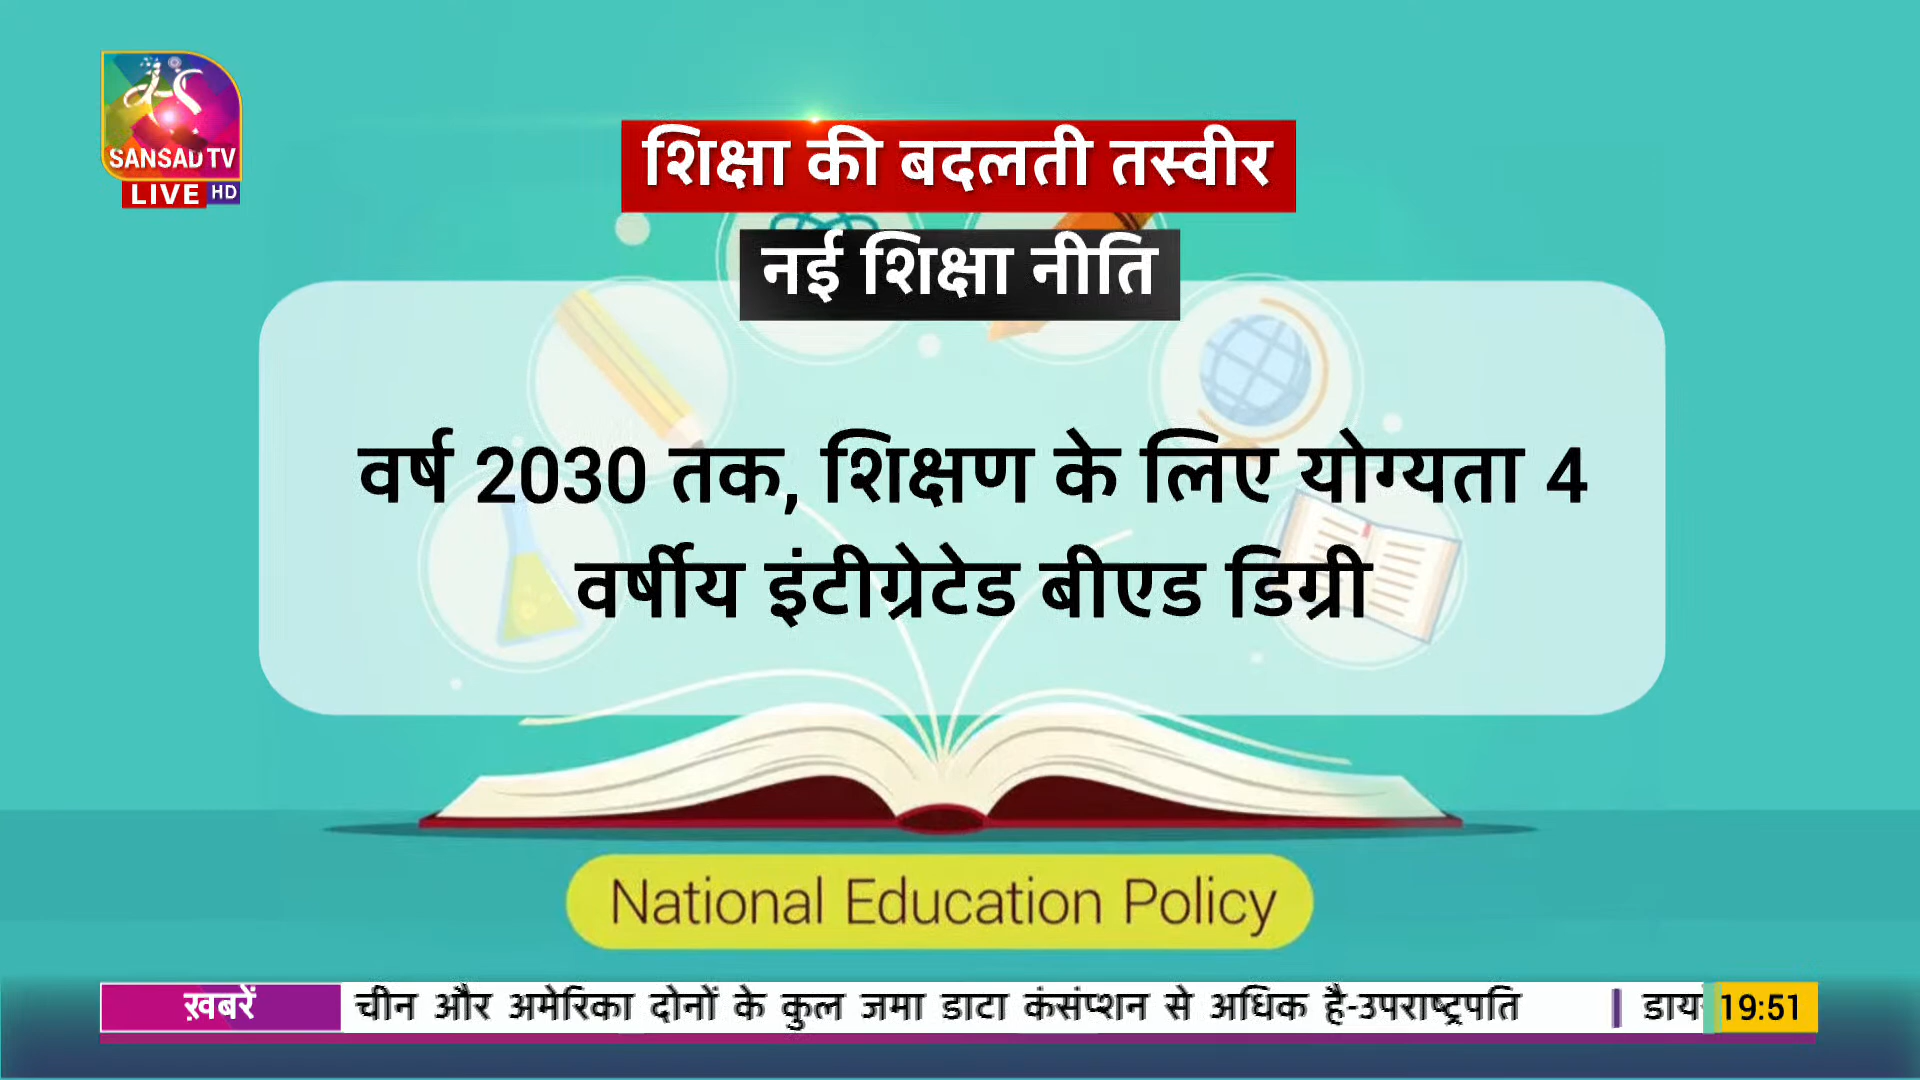 SANSAD TV
LIVE HD
शिक्षा की बदलती तस्वीर
नई शिक्षा नीति
वर्ष 2030 तक, शिक्षण के लिए योग्यता 4
वर्षीय इंटीग्रेटेड बीएड डिग्री
National Education Policy
ख़बरें चीन और अमेरिका दोनों के कुल जमा डाटा कंसंप्शन से अधिक है-उपराष्ट्रपति | 19:51